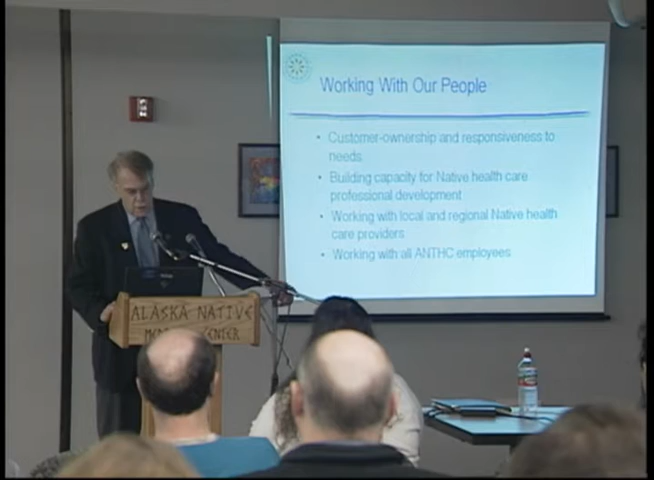 Working With Our People
• Customer-ownership and responsiveness to
needs
• Building capacity for Native health care
professional development
• Working with local and regional Native health
care providers
• Working with all ANTHC employees
ALASKA NATIVE
MEDICAL CENTER